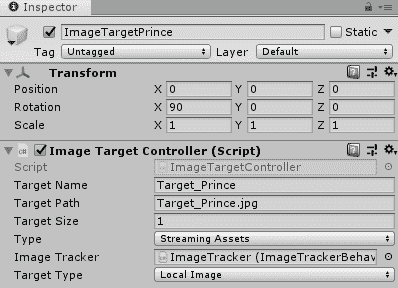 Inspector
ImageTargetPrince Static
Tag Untagged Layer Default
Transform
Position X 0 Y 0 Z 0
Rotation X 90 Y 0 Z 0
Scale X 1 Y 1 Z 1
Image Target Controller (Script)
Script ImageTargetController
Target Name Target_Prince
Target Path Target_Prince.jpg
Target Size 1
Type Streaming Assets
Image Tracker ImageTracker (ImageTrackerBehav
Target Type Local Image